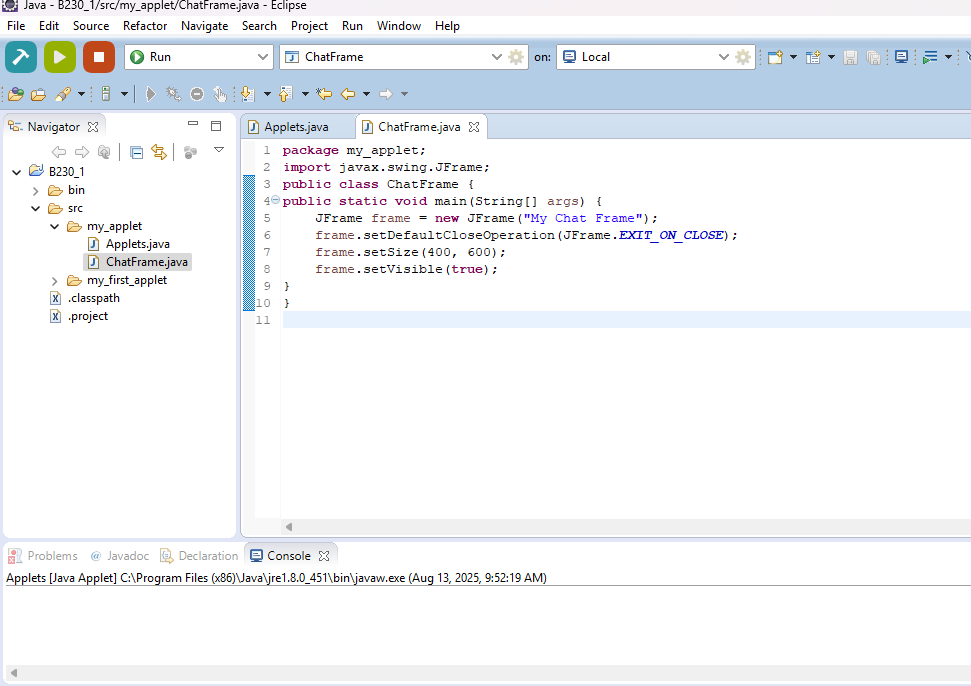 Java - B230_1/src/my_applet/ChatFrame.java - Eclipse
File Edit Source Refactor Navigate Search Project Run Window Help
Run ChatFrame on: Local
Navigator
Applets.java ChatFrame.java
B230_1
bin
src
my_applet
Applets.java
ChatFrame.java
my_first_applet
.classpath
.project
1 package my_applet;
2 import javax.swing.JFrame;
3 public class ChatFrame {
4 public static void main(String[] args) {
5 JFrame frame = new JFrame("My Chat Frame");
6 frame.setDefaultCloseOperation(JFrame.EXIT_ON_CLOSE);
7 frame.setSize(400, 600);
8 frame.setVisible(true);
9 }
10 }
11
Problems Javadoc Declaration Console
Applets [Java Applet] C:\Program Files (x86)\Java\jre1.8.0_451\bin\javaw.exe (Aug 13, 2025, 9:52:19 AM)